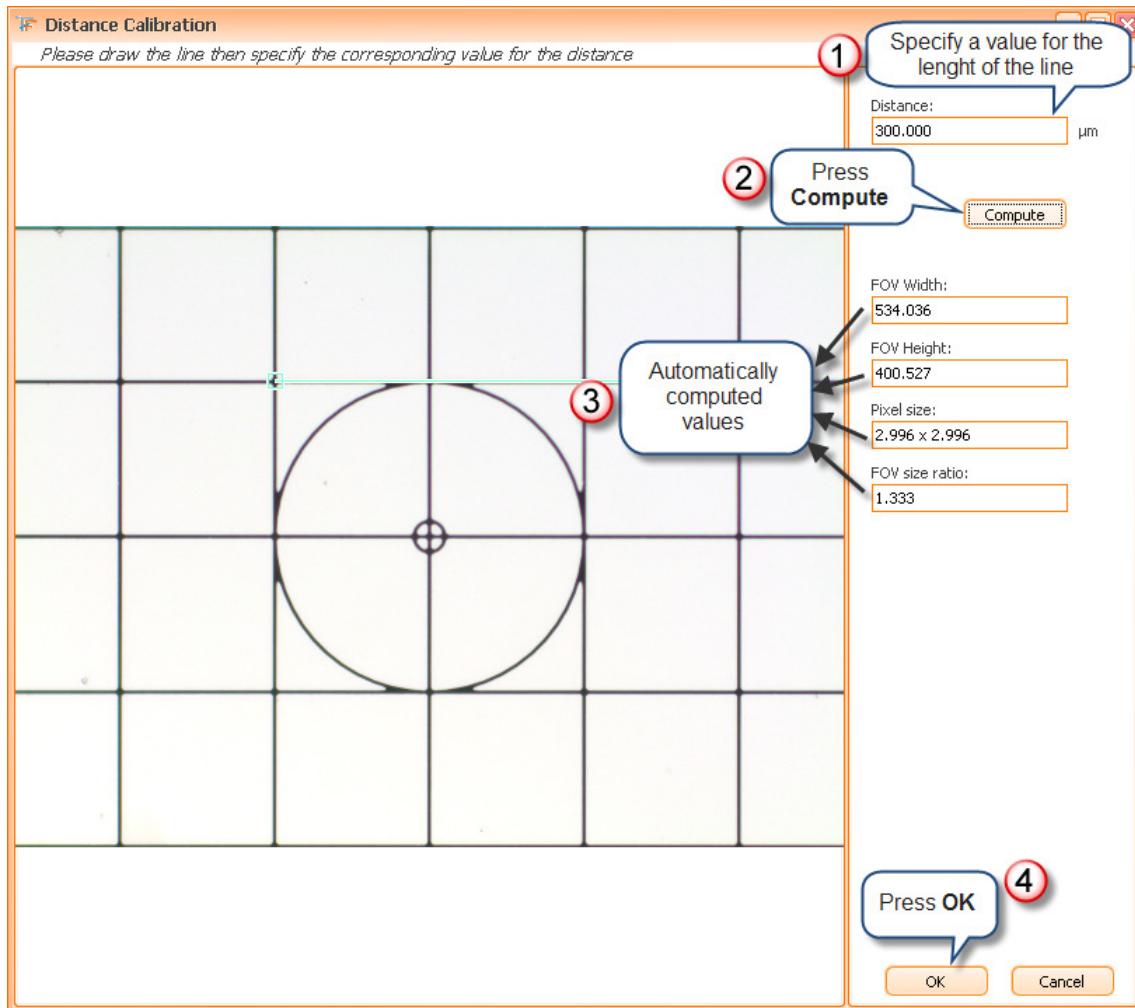 Distance Calibration
Please draw the line then specify the corresponding value for the distance
1
Specify a value for the
lenght of the line
Distance:
300.000 µm
2
Press
Compute
Compute
FOV Width:
534.036
FOV Height:
400.527
3
Automatically
computed
values
Pixel size:
2.996 x 2.996
FOV size ratio:
1.333
4
Press OK
OK
Cancel